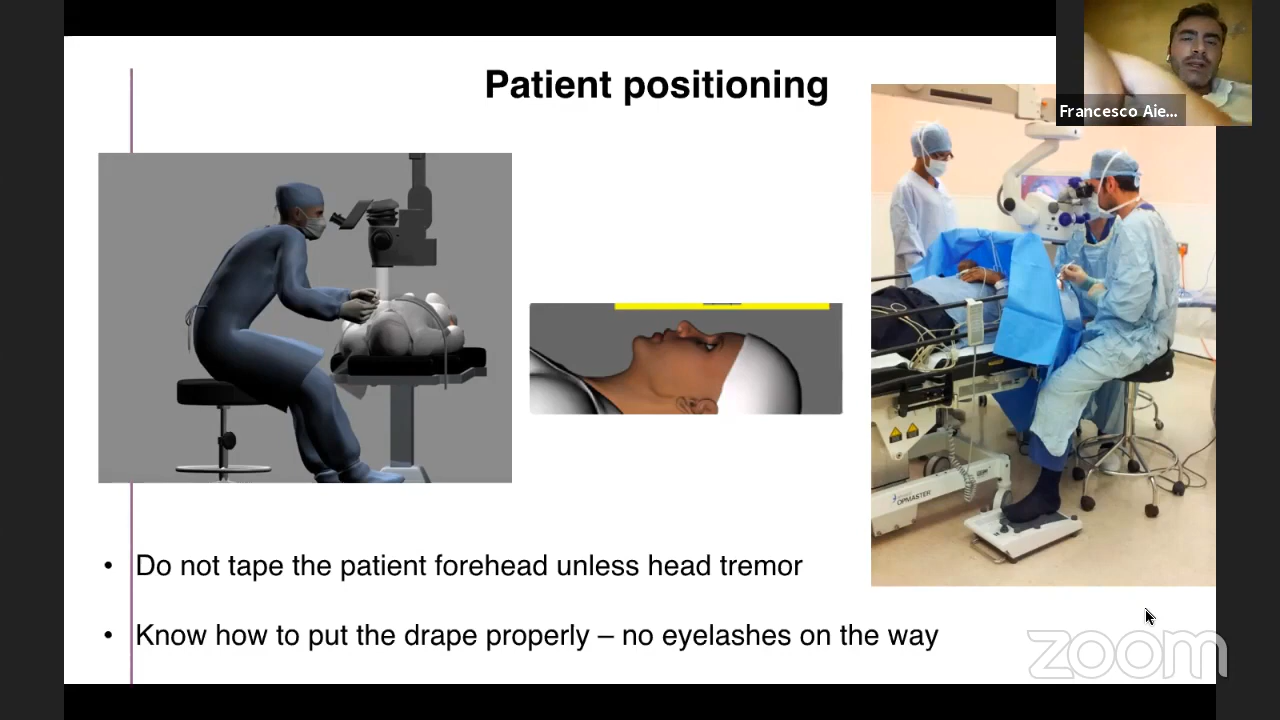 Patient positioning
Francesco Aie...
OPMASTER
• Do not tape the patient forehead unless head tremor
• Know how to put the drape properly – no eyelashes on the way
zoom